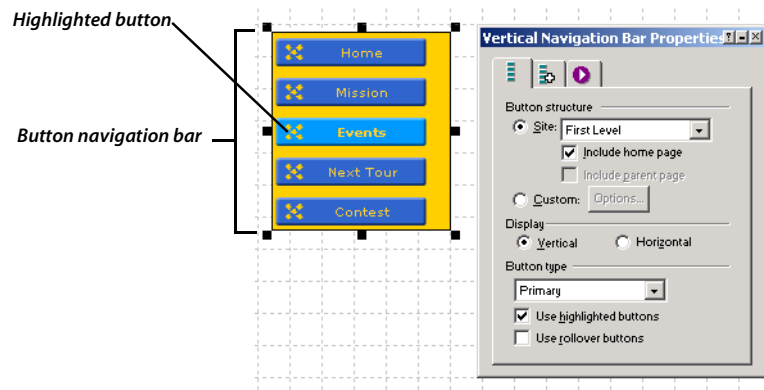 Highlighted button
Button navigation bar
Home
Mission
Events
Next Tour
Contest
Vertical Navigation Bar Properties
Button structure
Site: First Level
Include home page
Include parent page
Custom: Options...
Display
Vertical Horizontal
Button type
Primary
Use highlighted buttons
Use rollover buttons